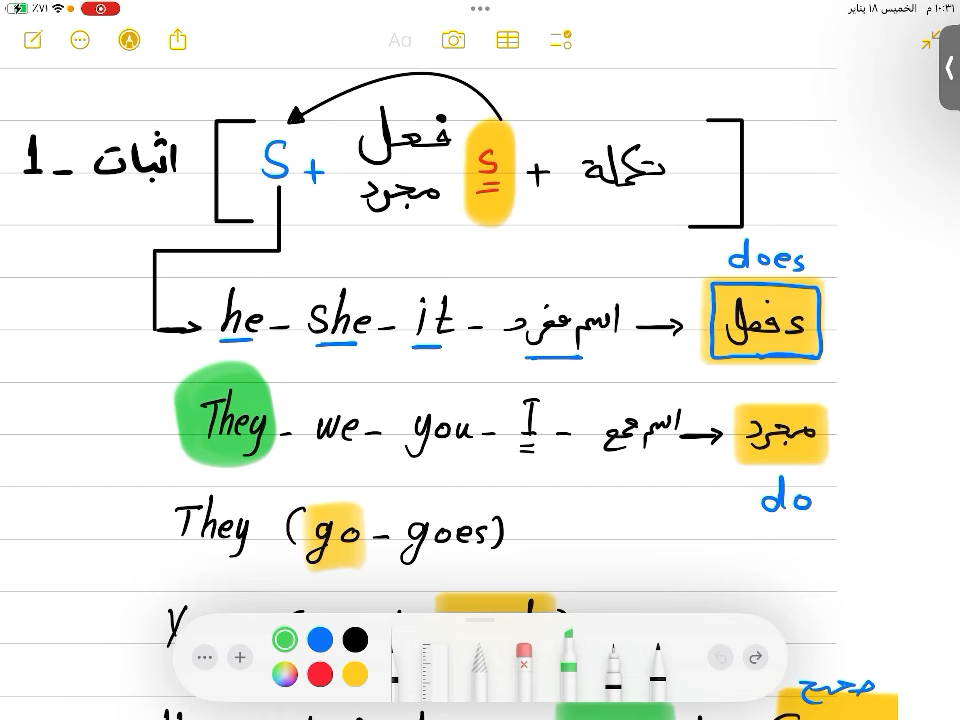 ٪٧١ ١٠:٣١ م الخميس ١٨ يناير
Aa
1 - اثبات [ S + فعل مجرد s + تكملة ]
does
he - she - it - اسم مفرد → فعل s
They - we - you - I - اسم جمع → مجرد
do
They (go - goes)
صحيح